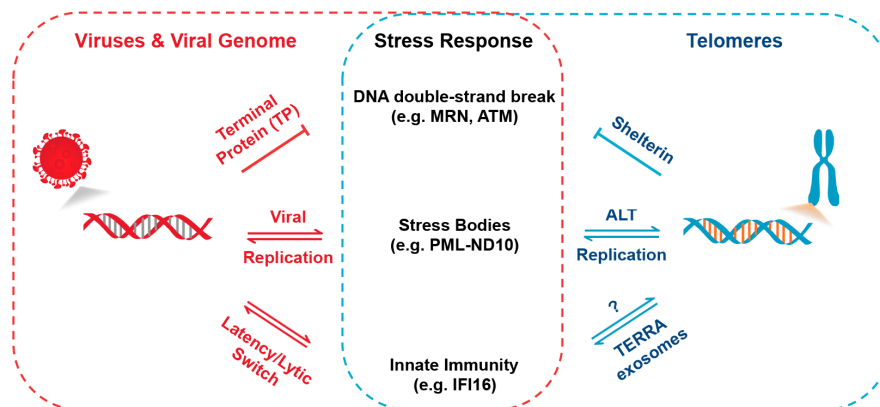 Viruses & Viral Genome
Stress Response
Telomeres
DNA double-strand break
(e.g. MRN, ATM)
Terminal
Protein (TP)
Shelterin
Viral
Replication
Stress Bodies
(e.g. PML-ND10)
ALT
Replication
Latency/Lytic
Switch
Innate Immunity
(e.g. IFI16)
?
TERRA
exosomes